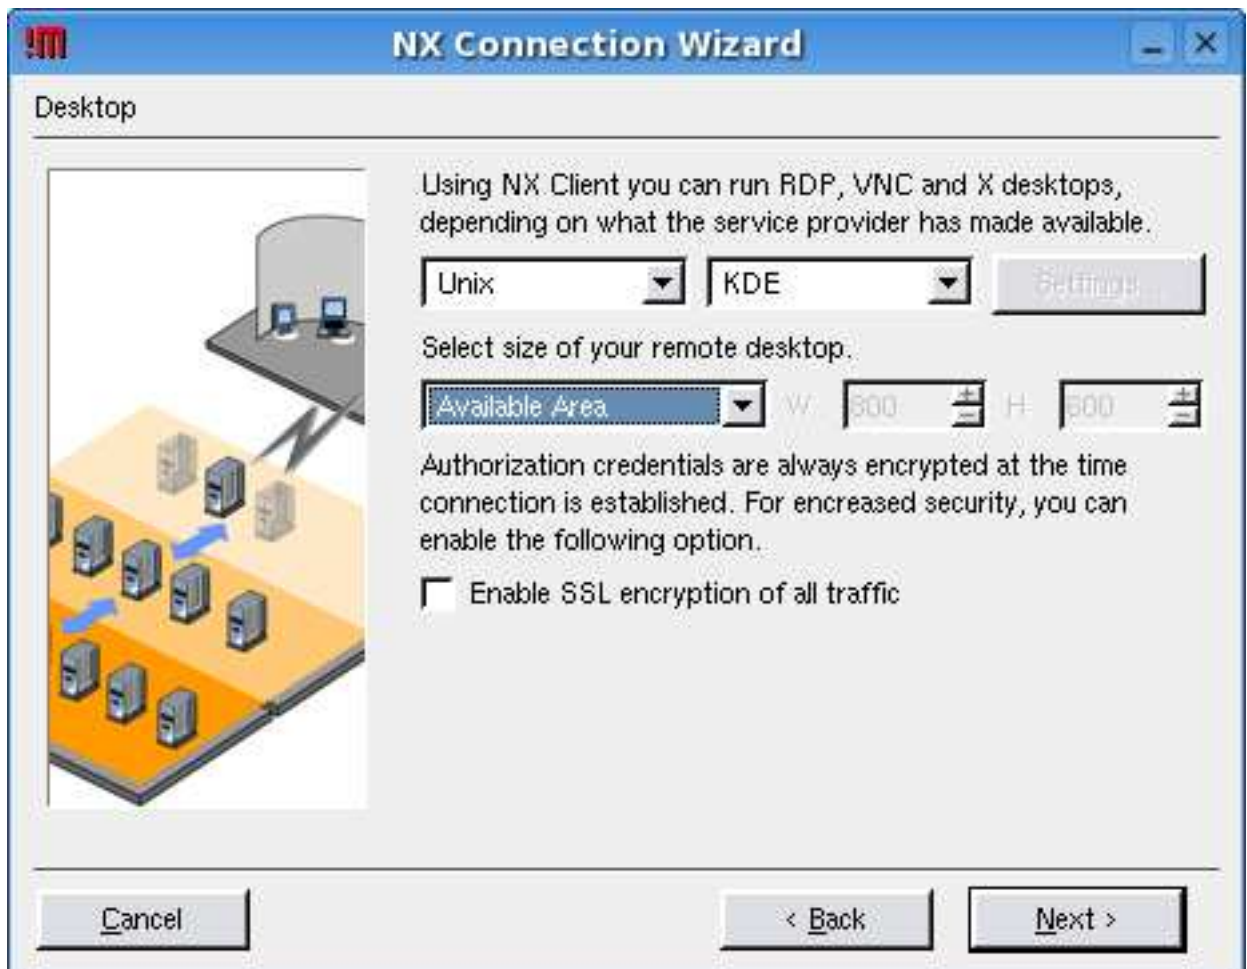 !m
NX Connection Wizard
Desktop
Using NX Client you can run RDP, VNC and X desktops,
depending on what the service provider has made available.
Unix KDE Settings...
Select size of your remote desktop.
Available Area W 800 H 600
Authorization credentials are always encrypted at the time
connection is established. For encreased security, you can
enable the following option.
Enable SSL encryption of all traffic
Cancel < Back Next >